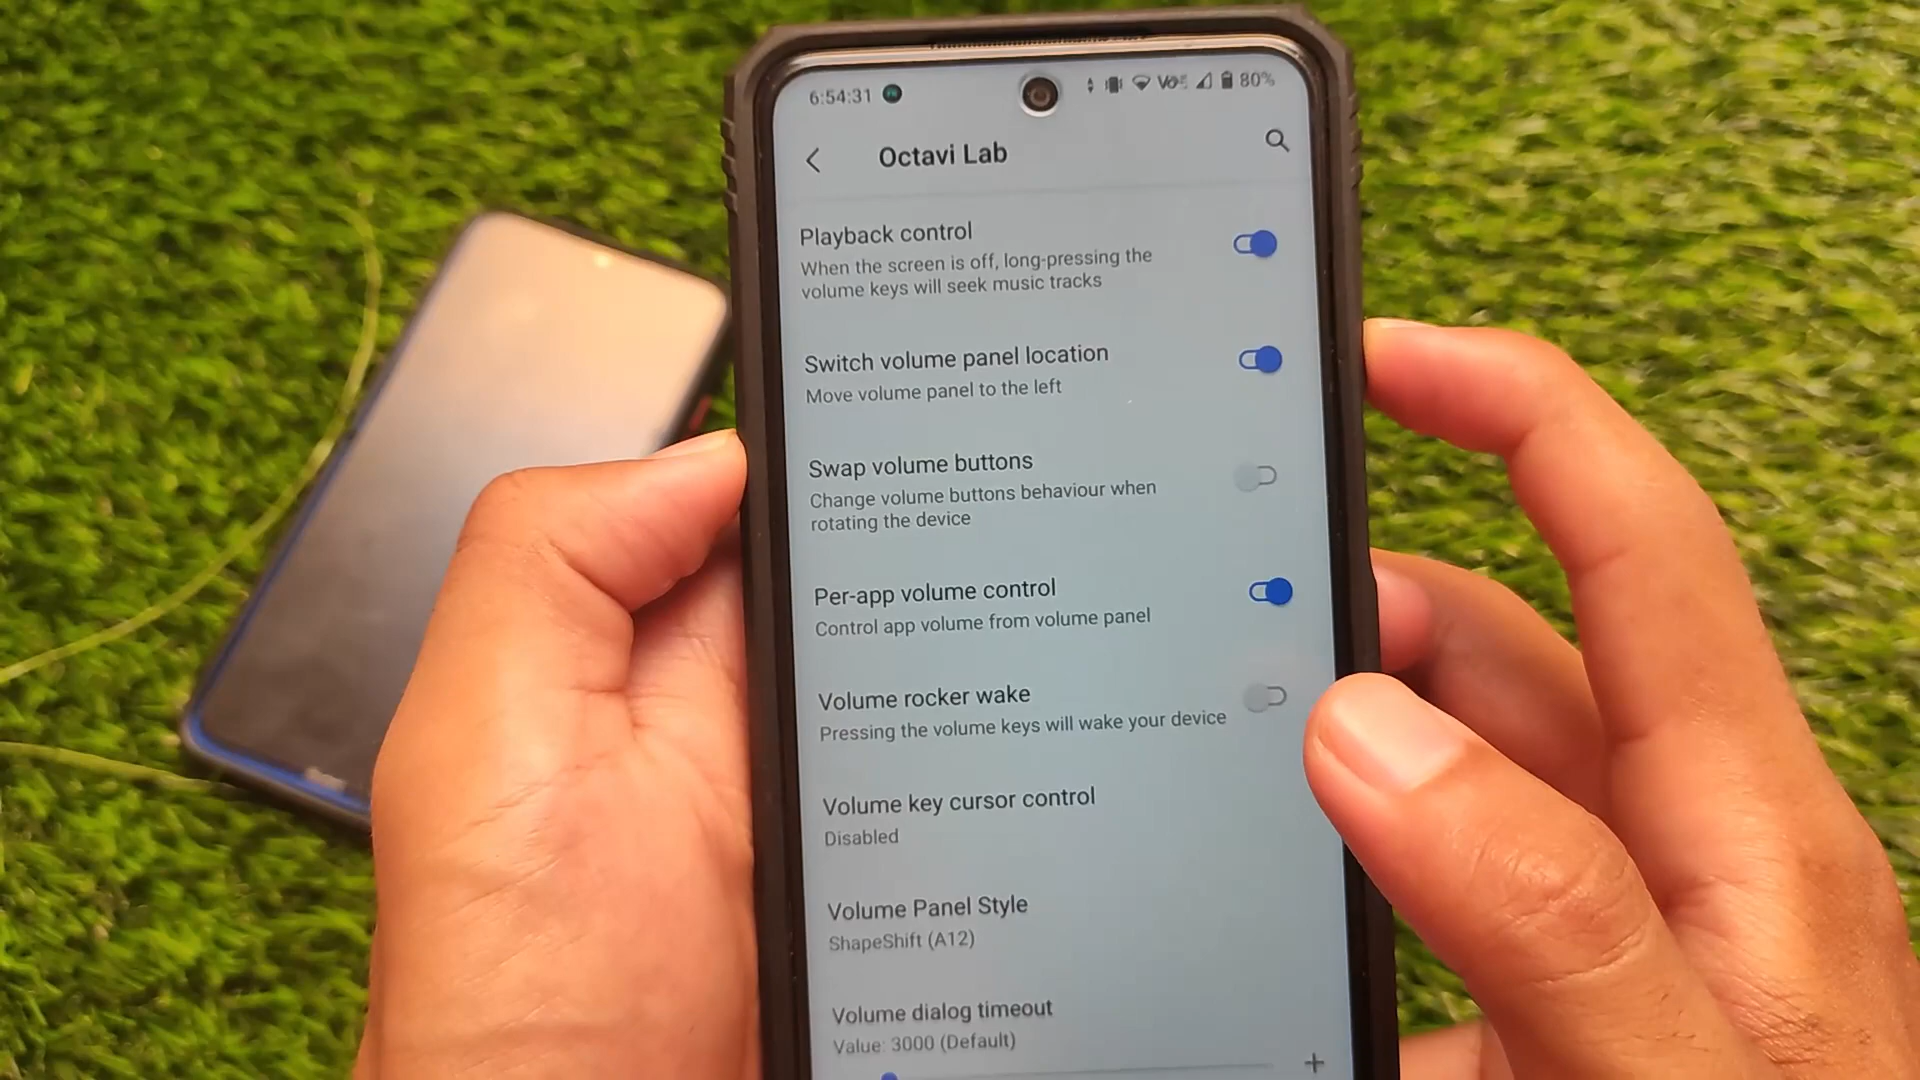 6:54:31
80%
Octavi Lab
Playback control
When the screen is off, long-pressing the
volume keys will seek music tracks
Switch volume panel location
Move volume panel to the left
Swap volume buttons
Change volume buttons behaviour when
rotating the device
Per-app volume control
Control app volume from volume panel
Volume rocker wake
Pressing the volume keys will wake your device
Volume key cursor control
Disabled
Volume Panel Style
ShapeShift (A12)
Volume dialog timeout
Value: 3000 (Default)
+